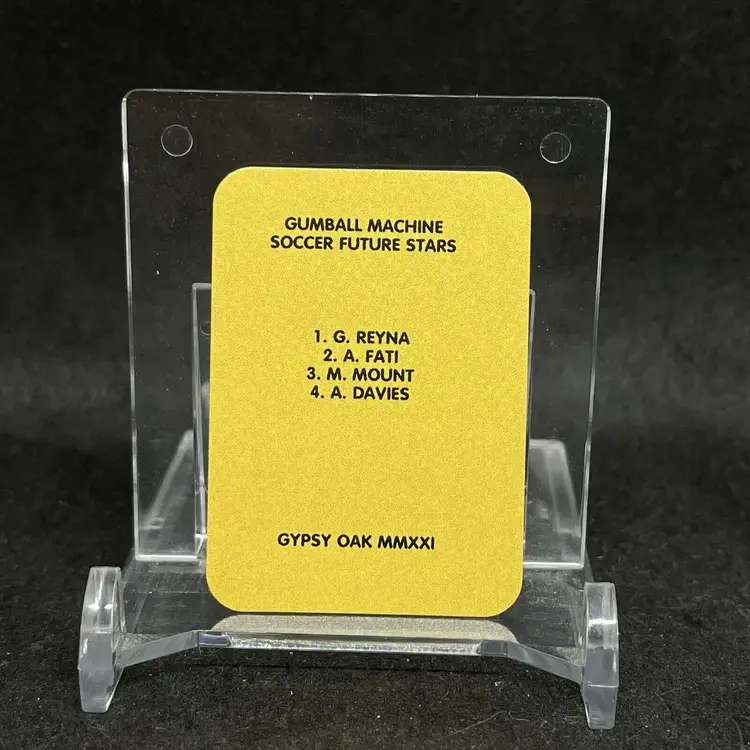 GUMBALL MACHINE
SOCCER FUTURE STARS
1. G. REYNA
2. A. FATI
3. M. MOUNT
4. A. DAVIES
GYPSY OAK MMXXI